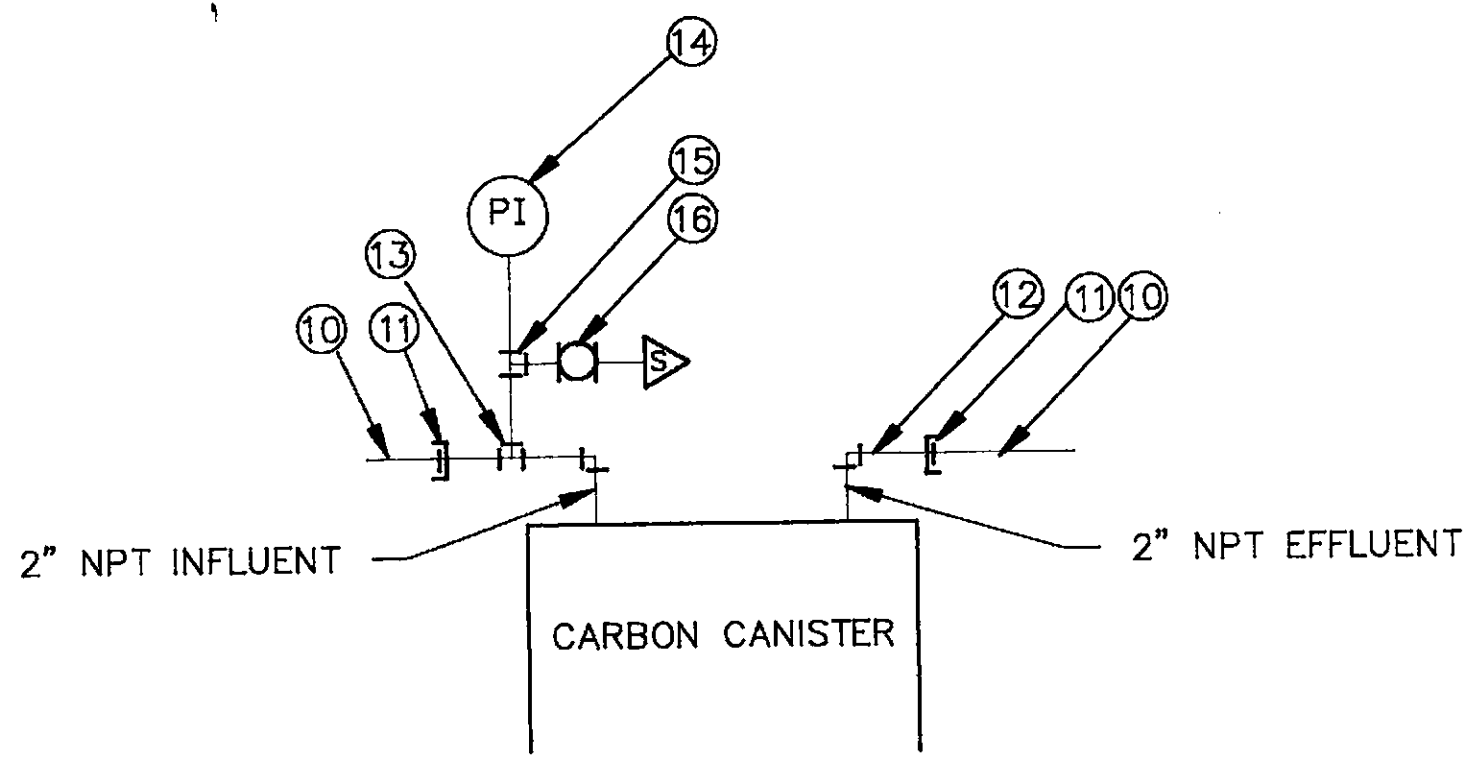 14
15
PI
16
13
12 11 10
10 11
S
2" NPT INFLUENT
2" NPT EFFLUENT
CARBON CANISTER